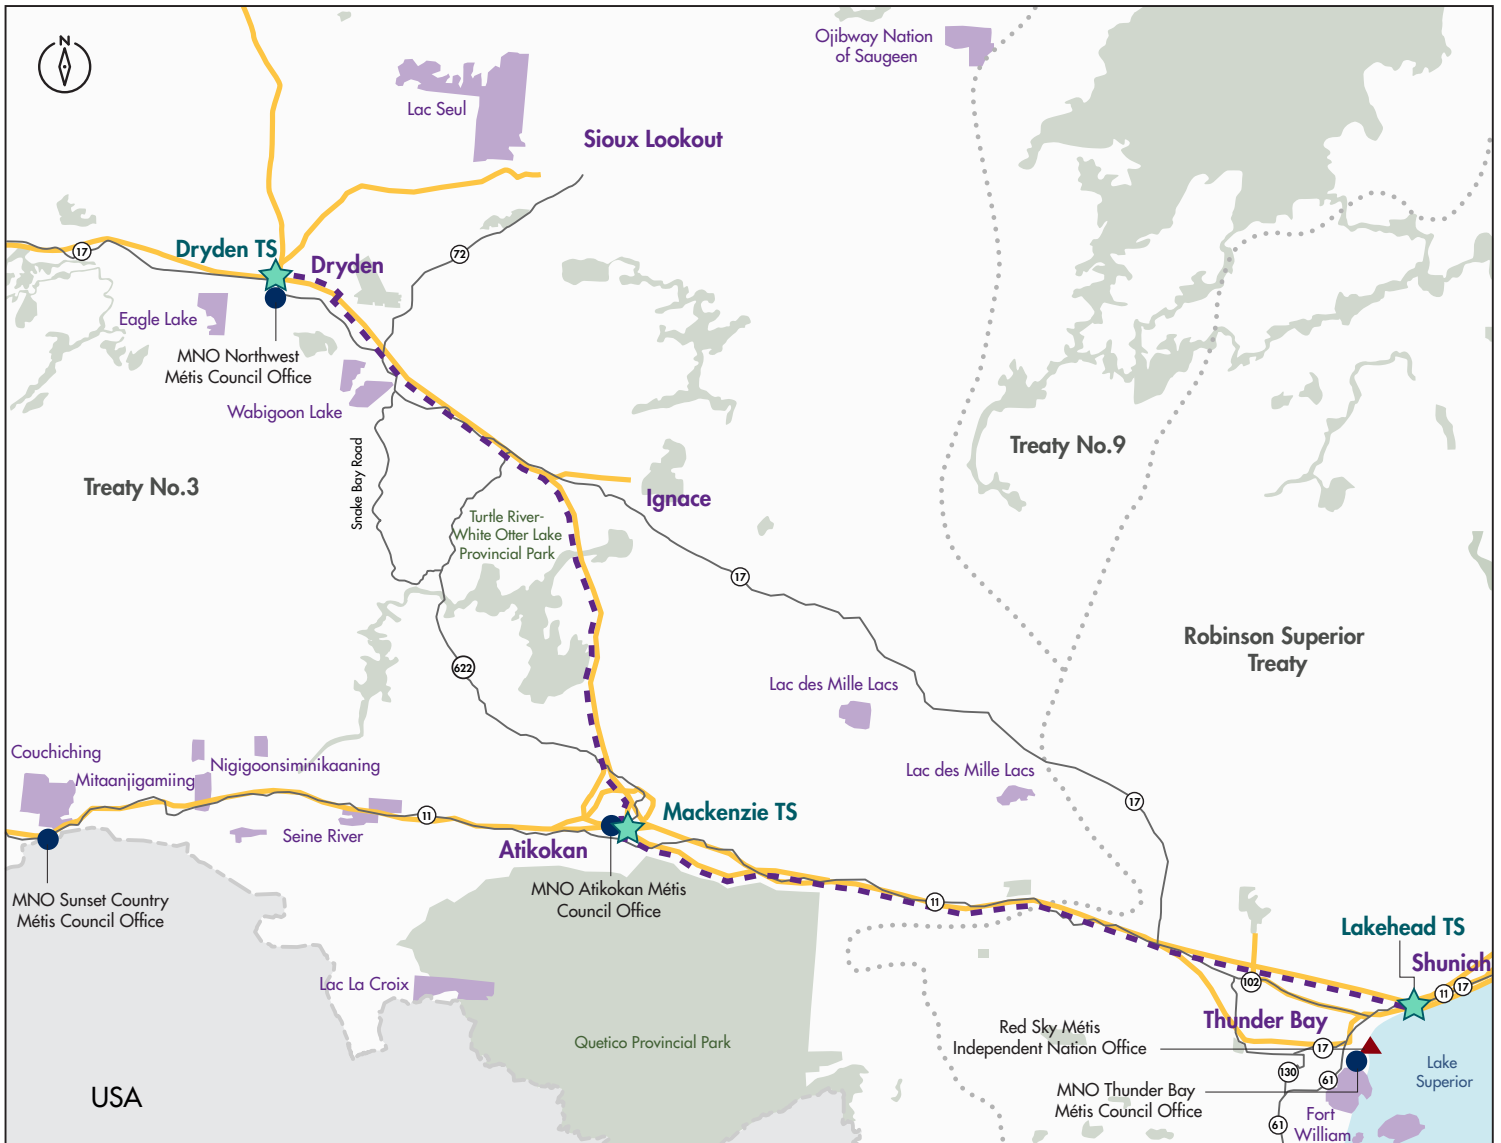 N
Ojibway Nation
of Saugeen
Lac Seul
Sioux Lookout
17
Dryden TS
72
Dryden
Eagle Lake
MNO Northwest
Métis Council Office
Wabigoon Lake
Snake Bay Road
Treaty No.3
Treaty No.9
Ignace
Turtle River-
White Otter Lake
Provincial Park
17
Robinson Superior
Treaty
622
Lac des Mille Lacs
Couchiching
Mitaanjigamiing
Nigigoonsiminikaaning
Lac des Mille Lacs
17
11
Seine River
Mackenzie TS
Atikokan
MNO Sunset Country
Métis Council Office
MNO Atikokan Métis
Council Office
11
Lakehead TS
Shuniah
Lac La Croix
102
11
17
Thunder Bay
Red Sky Métis
Independent Nation Office
Quetico Provincial Park
17
Lake
Superior
130
61
USA
MNO Thunder Bay
Métis Council Office
61
Fort
William